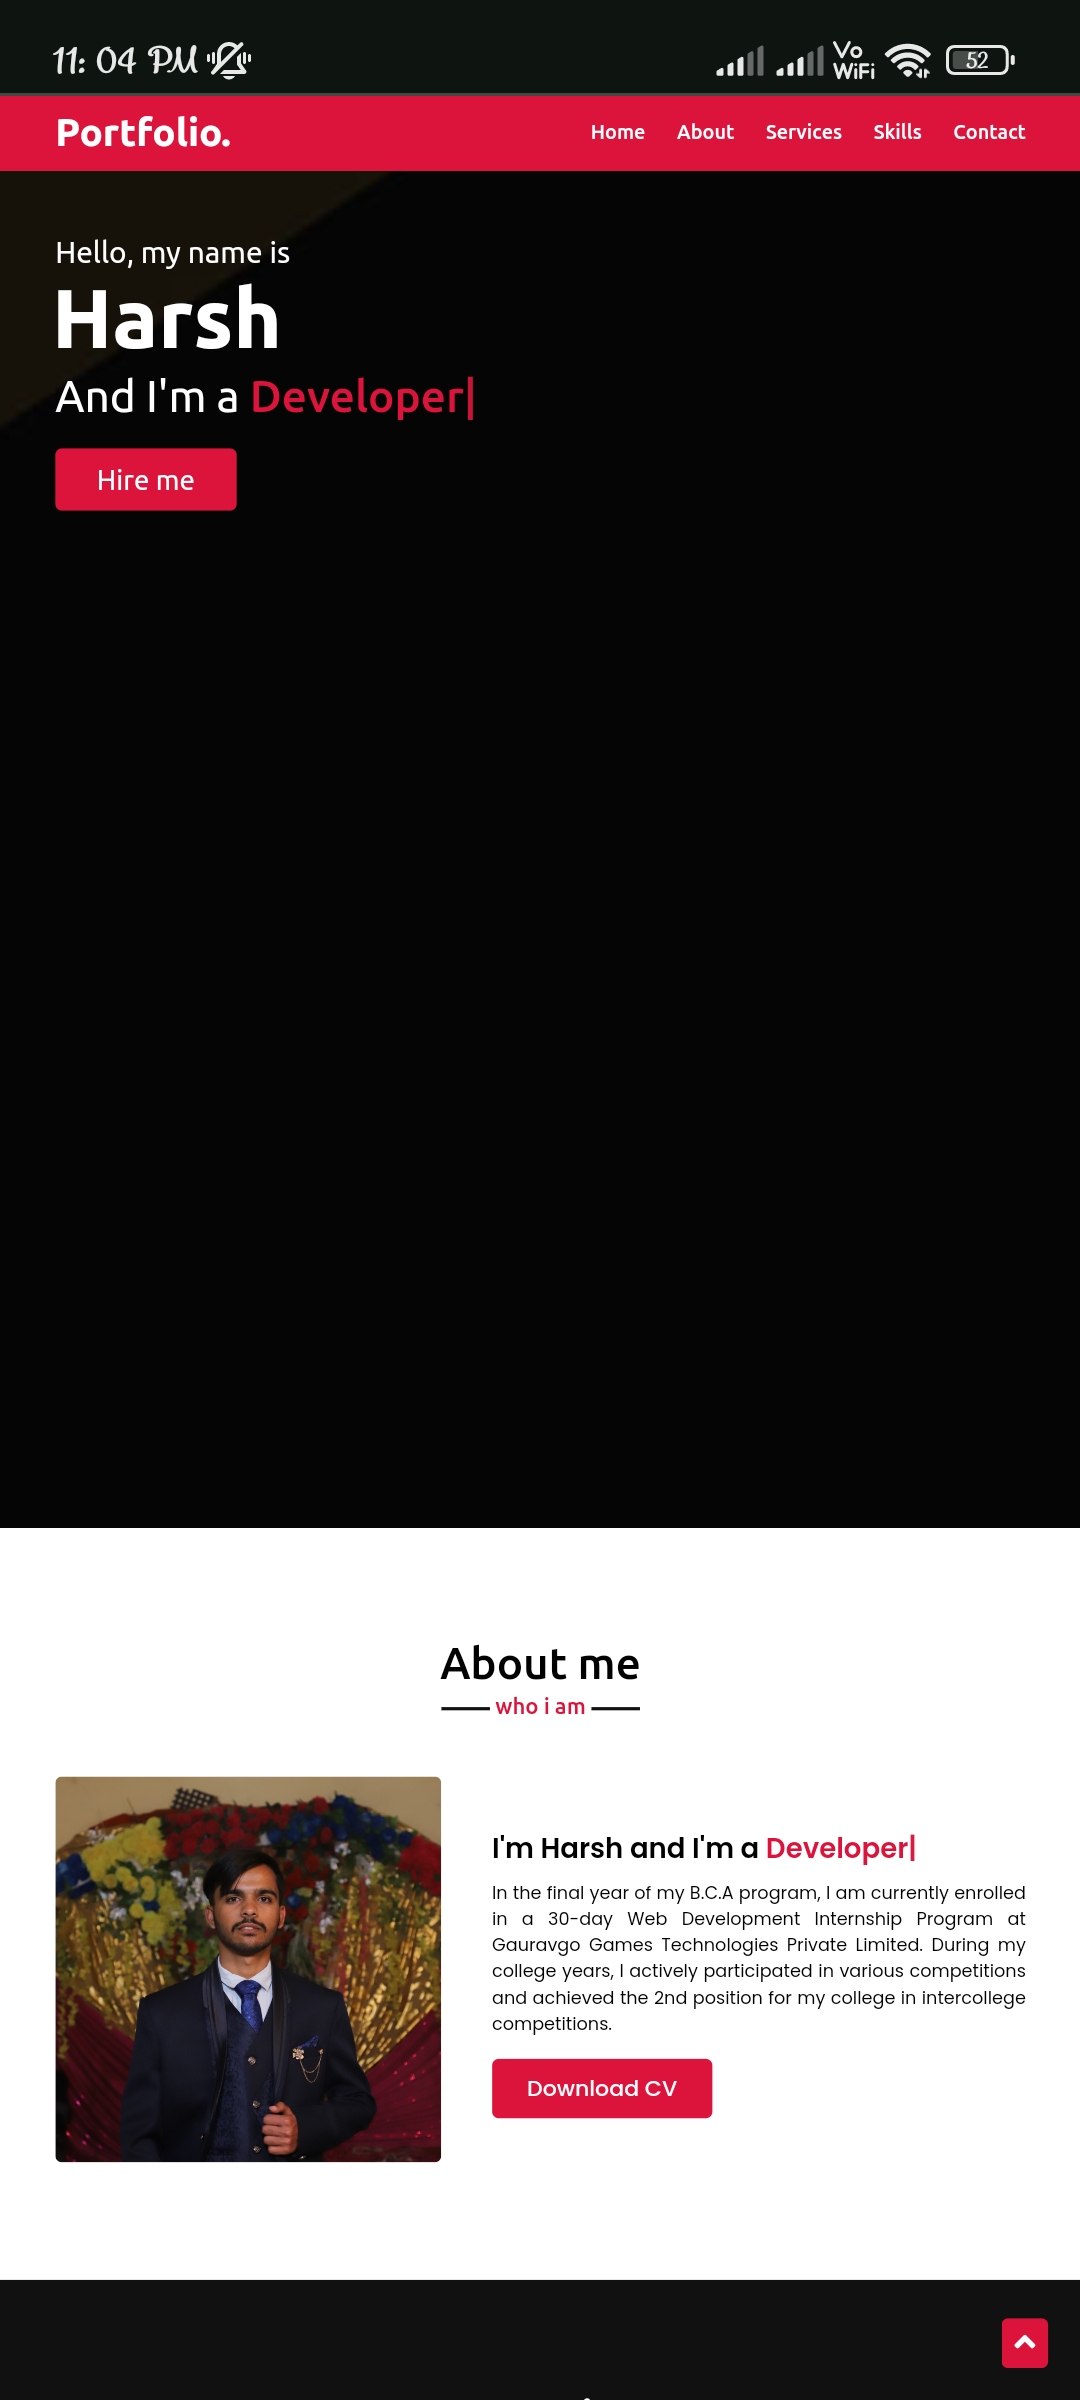 11: 04 PM
Vo
WiFi
52
Portfolio.
Home About Services Skills Contact
Hello, my name is
Harsh
And I'm a Developer|
Hire me
About me
who i am
I'm Harsh and I'm a Developer|
In the final year of my B.C.A program, I am currently enrolled
in a 30-day Web Development Internship Program at
Gauravgo Games Technologies Private Limited. During my
college years, I actively participated in various competitions
and achieved the 2nd position for my college in intercollege
competitions.
Download CV